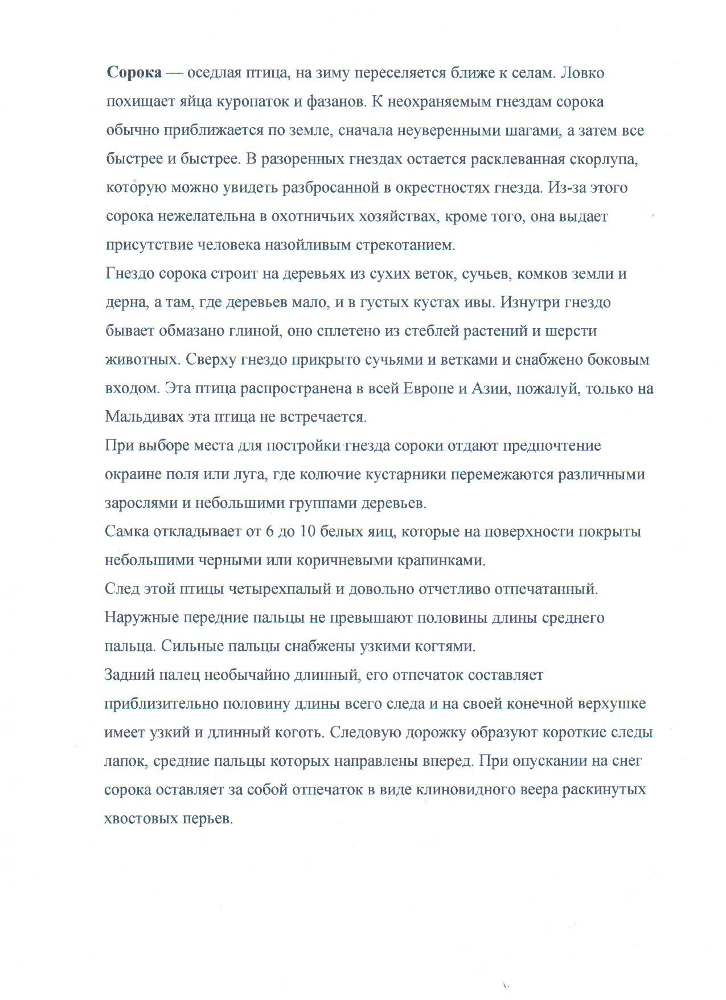 Сорока — оседлая птица, на зиму переселяется ближе к селам. Ловко
похищает яйца куропаток и фазанов. К неохраняемым гнездам сорока
обычно приближается по земле, сначала неуверенными шагами, а затем все
быстрее и быстрее. В разоренных гнездах остается расклеванная скорлупа,
которую можно увидеть разбросанной в окрестностях гнезда. Из-за этого
сорока нежелательна в охотничьих хозяйствах, кроме того, она выдает
присутствие человека назойливым стрекотанием.
Гнездо сорока строит на деревьях из сухих веток, сучьев, комков земли и
дерна, а там, где деревьев мало, и в густых кустах ивы. Изнутри гнездо
бывает обмазано глиной, оно сплетено из стеблей растений и шерсти
животных. Сверху гнездо прикрыто сучьями и ветками и снабжено боковым
входом. Эта птица распространена в всей Европе и Азии, пожалуй, только на
Мальдивах эта птица не встречается.
При выборе места для постройки гнезда сороки отдают предпочтение
окраине поля или луга, где колючие кустарники перемежаются различными
зарослями и небольшими группами деревьев.
Самка откладывает от 6 до 10 белых яиц, которые на поверхности покрыты
небольшими черными или коричневыми крапинками.
След этой птицы четырехпалый и довольно отчетливо отпечатанный.
Наружные передние пальцы не превышают половины длины среднего
пальца. Сильные пальцы снабжены узкими когтями.
Задний палец необычайно длинный, его отпечаток составляет
приблизительно половину длины всего следа и на своей конечной верхушке
имеет узкий и длинный коготь. Следовую дорожку образуют короткие следы
лапок, средние пальцы которых направлены вперед. При опускании на снег
сорока оставляет за собой отпечаток в виде клиновидного веера раскинутых
хвостовых перьев.